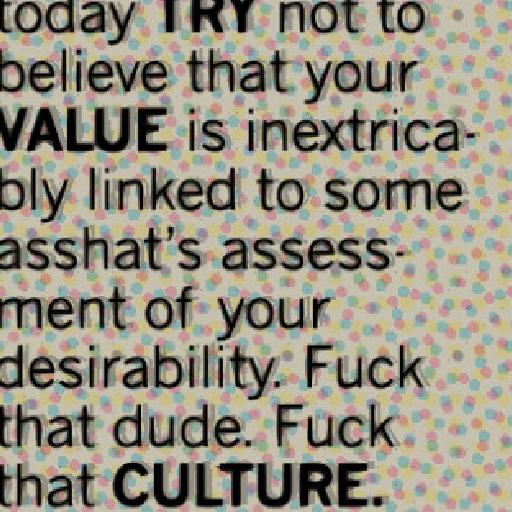 today TRY not to
believe that your
VALUE is inextrica-
bly linked to some
asshat's assess-
ment of your
desirability. Fuck
that dude. Fuck
that CULTURE.